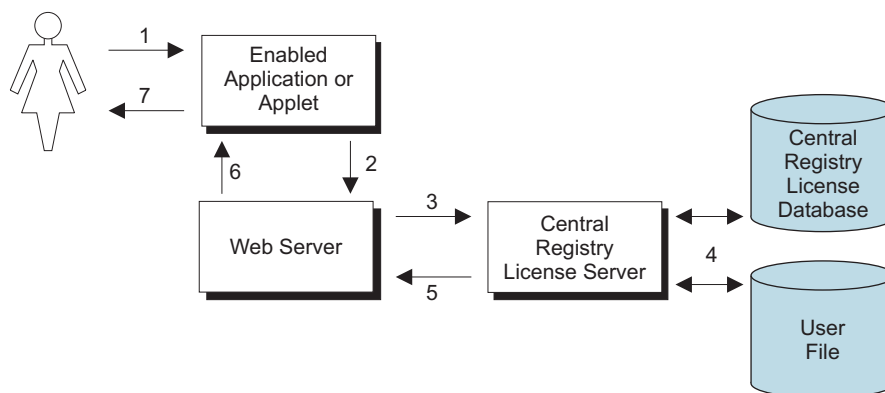 1
Enabled
Application or
Applet
7
6
2
Web Server
3
Central
Registry
License Server
5
Central
Registry
License
Database
4
User
File